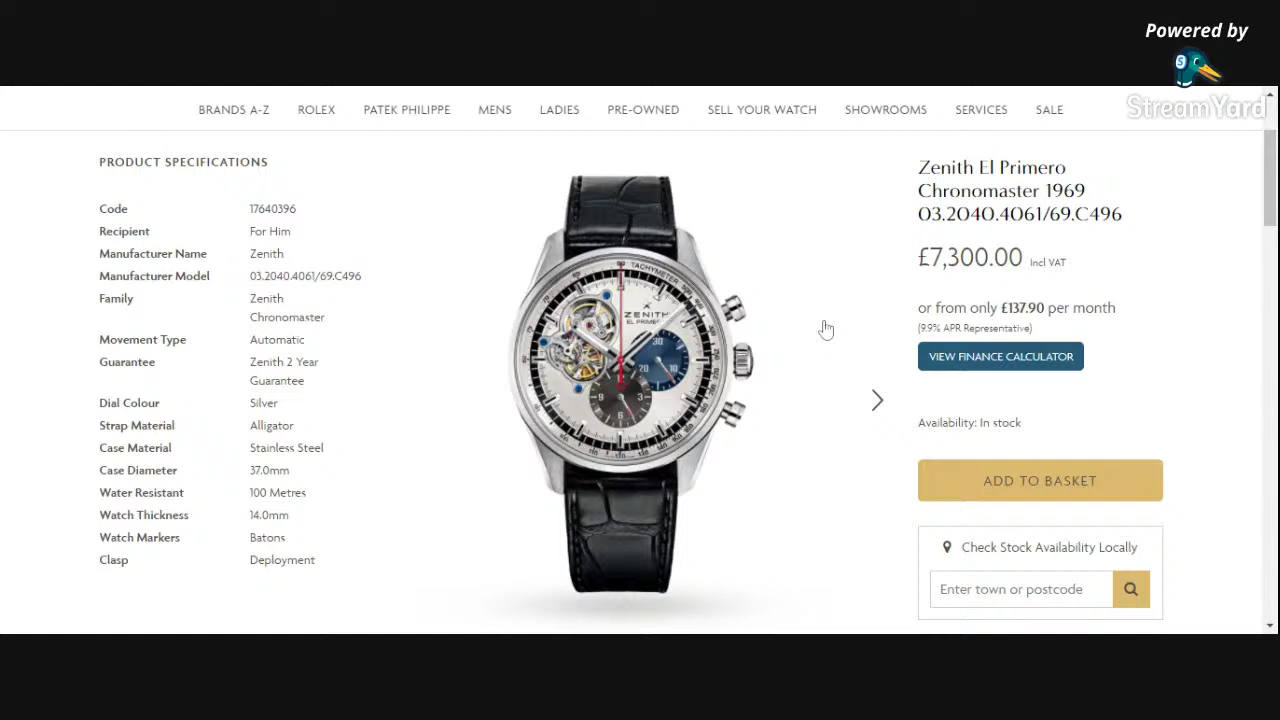 Powered by
StreamYard
BRANDS A-Z ROLEX PATEK PHILIPPE MENS LADIES PRE-OWNED SELL YOUR WATCH SHOWROOMS SERVICES SALE
PRODUCT SPECIFICATIONS
Code 17640396
Recipient For Him
Manufacturer Name Zenith
Manufacturer Model 03.2040.4061/69.C496
Family Zenith
Chronomaster
Movement Type Automatic
Guarantee Zenith 2 Year
Guarantee
Dial Colour Silver
Strap Material Alligator
Case Material Stainless Steel
Case Diameter 37.0mm
Water Resistant 100 Metres
Watch Thickness 14.0mm
Watch Markers Batons
Clasp Deployment
TACHYMETER
ZENITH
EL PRIMERO
30
20 10
9 3
6
Zenith El Primero
Chronomaster 1969
03.2040.4061/69.C496
£7,300.00 Incl VAT
or from only £137.90 per month
(9.9% APR Representative)
VIEW FINANCE CALCULATOR
Availability: In stock
ADD TO BASKET
Check Stock Availability Locally
Enter town or postcode